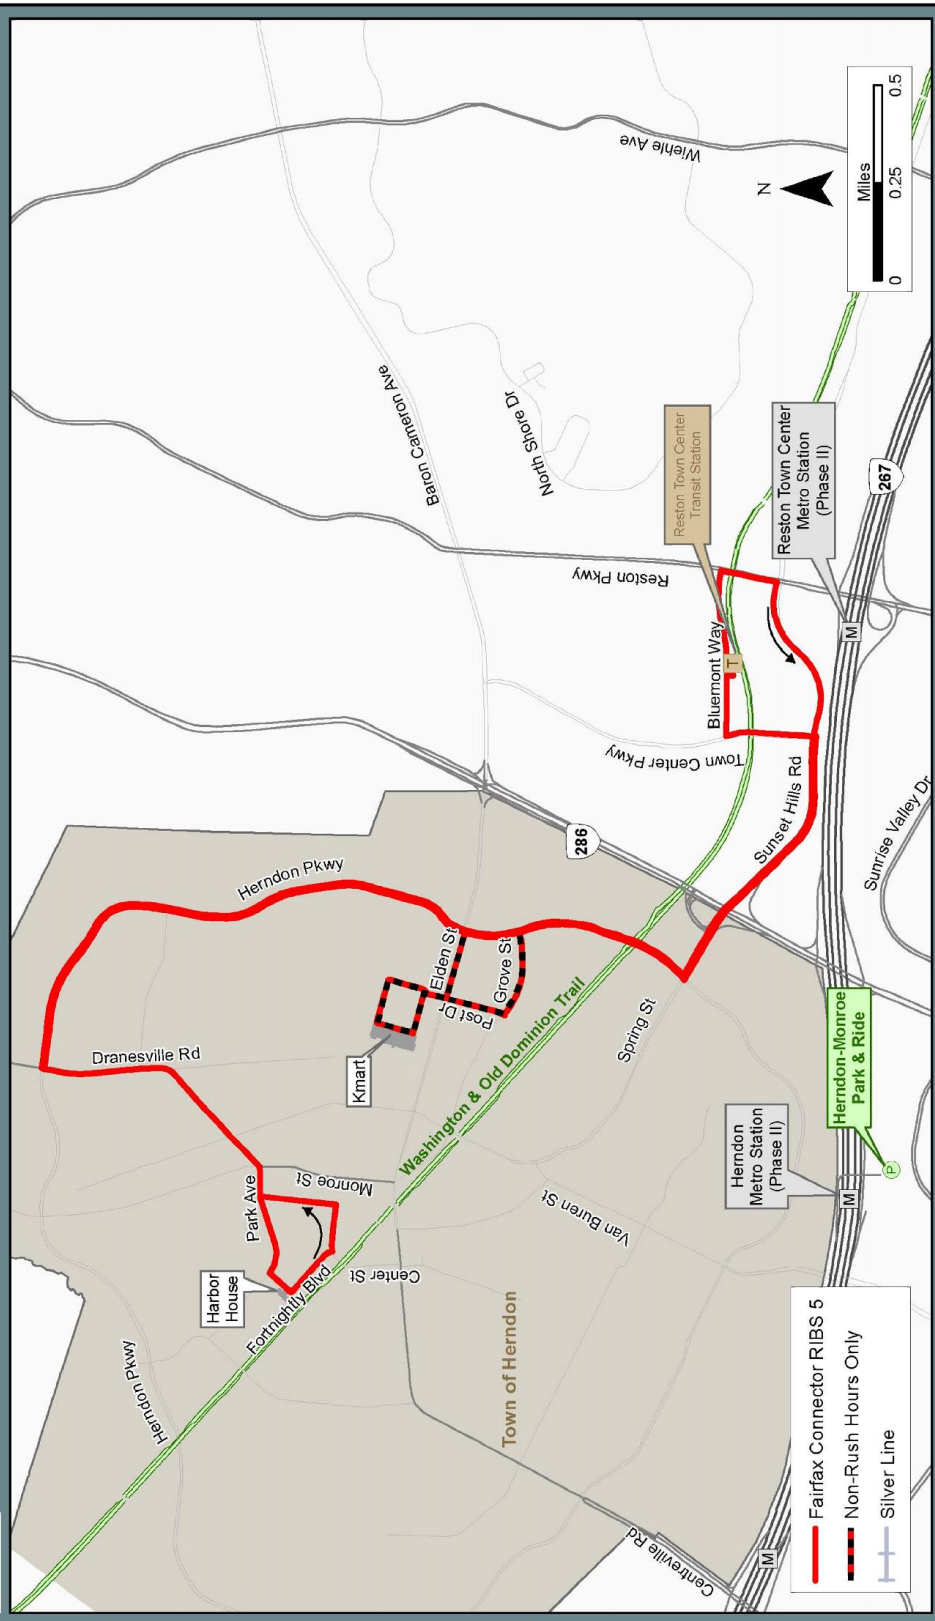 Herndon Pkwy
Dranesville Rd
Herndon Pkwy
Harbor
House
Park Ave
Monroe St
Fortnightly Blvd
Center St
Kmart
Elden St
Post Dr
Grove St
Washington & Old Dominion Trail
Spring St
Van Buren St
Town of Herndon
Centreville Rd
286
Baron Cameron Ave
North Shore Dr
Wiehle Ave
Reston Pkwy
Town Center Pkwy
Bluemont Way
T
Reston Town Center
Transit Station
Sunset Hills Rd
Reston Town Center
Metro Station
(Phase II)
M
267
Sunrise Valley Dr
Herndon-Monroe
Park & Ride
P
Herndon
Metro Station
(Phase II)
M
M
Fairfax Connector RIBS 5
Non-Rush Hours Only
Silver Line
N
Miles
0 0.25 0.5